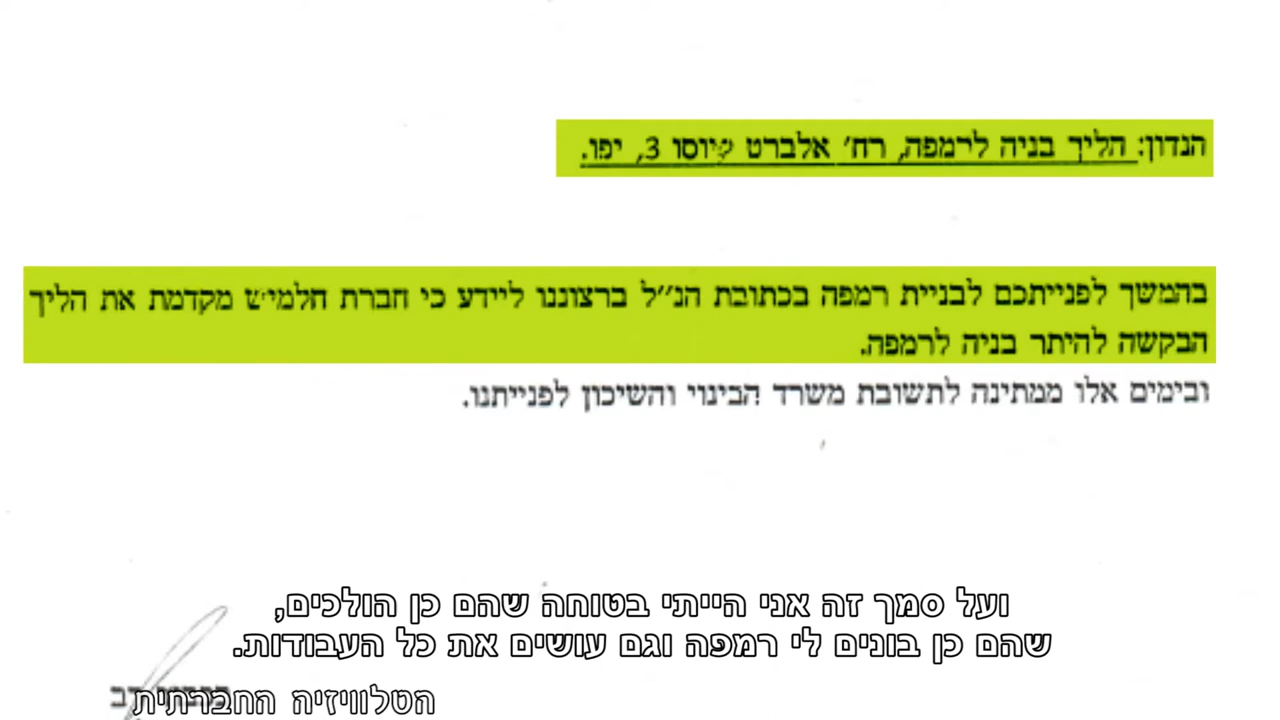 הנדון: הליך בניה לרמפה, רח' אלברט קיוסו 3, יפו.
בהמשך לפנייתכם לבניית רמפה בכתובת הנ"ל ברצוננו ליידע כי חברת חלמיש מקדמת את הליך
הבקשה להיתר בניה לרמפה.
ובימים אלו ממתינה לתשובת משרד הבינוי והשיכון לפנייתנו.
ועל סמך זה אני הייתי בטוחה שהם כן הולכים,
שהם כן בונים לי רמפה וגם עושים את כל העבודות.
הטלוויזיה החברתית